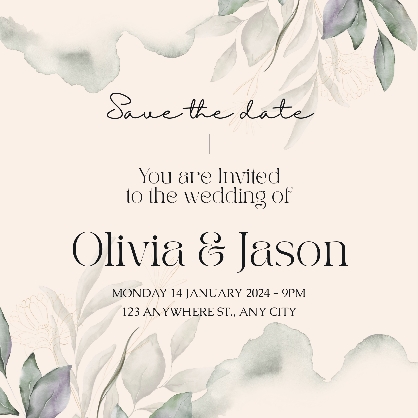 Save the date
You are Invited
to the wedding of
Olivia & Jason
MONDAY 14 JANUARY 2024 - 9PM
123 ANYWHERE ST., ANY CITY